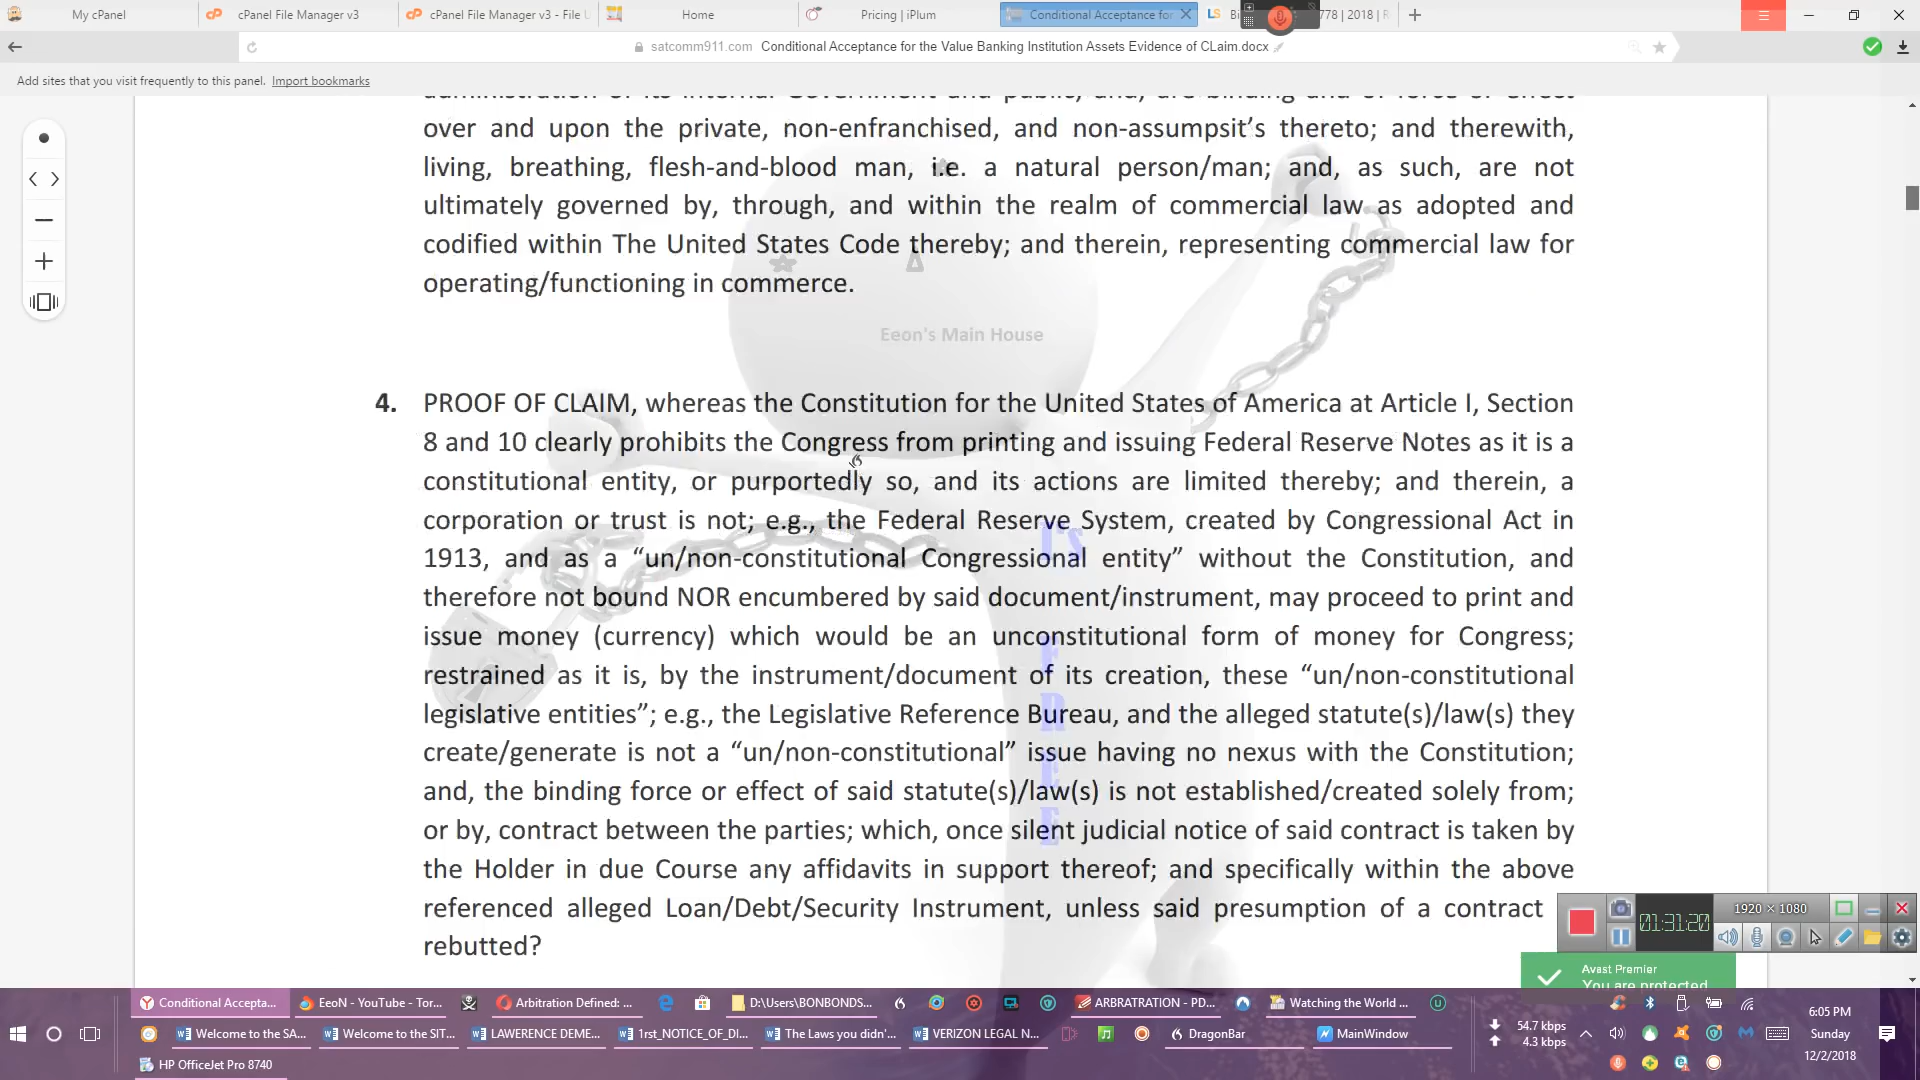 My cPanel
cPanel File Manager v3
cPanel File Manager v3 - File
Home
Pricing | iPlum
Conditional Acceptance for
778 | 2018 |
satcomm911.com Conditional Acceptance for the Value Banking Institution Assets Evidence of CLaim.docx
Add sites that you visit frequently to this panel. Import bookmarks
over and upon the private, non-enfranchised, and non-assumpsit’s thereto; and therewith,
living, breathing, flesh-and-blood man, i.e. a natural person/man; and, as such, are not
ultimately governed by, through, and within the realm of commercial law as adopted and
codified within The United States Code thereby; and therein, representing commercial law for
operating/functioning in commerce.
Eeon's Main House
4. PROOF OF CLAIM, whereas the Constitution for the United States of America at Article I, Section
8 and 10 clearly prohibits the Congress from printing and issuing Federal Reserve Notes as it is a
constitutional entity, or purportedly so, and its actions are limited thereby; and therein, a
corporation or trust is not; e.g., the Federal Reserve System, created by Congressional Act in
1913, and as a “un/non-constitutional Congressional entity” without the Constitution, and
therefore not bound NOR encumbered by said document/instrument, may proceed to print and
issue money (currency) which would be an unconstitutional form of money for Congress;
restrained as it is, by the instrument/document of its creation, these “un/non-constitutional
legislative entities”; e.g., the Legislative Reference Bureau, and the alleged statute(s)/law(s) they
create/generate is not a “un/non-constitutional” issue having no nexus with the Constitution;
and, the binding force or effect of said statute(s)/law(s) is not established/created solely from;
or by, contract between the parties; which, once silent judicial notice of said contract is taken by
the Holder in due Course any affidavits in support thereof; and specifically within the above
referenced alleged Loan/Debt/Security Instrument, unless said presumption of a contract
rebutted?
1920 × 1080
01:31:20
Avast Premier
You are protected
Conditional Accepta...
EeoN - YouTube - Tor...
Arbitration Defined: ...
D:\Users\BONBONDS...
ARBRATRATION - PD...
Watching the World ...
Welcome to the SA...
Welcome to the SIT...
LAWERENCE DEME...
1rst_NOTICE_OF_DI...
The Laws you didn'...
VERIZON LEGAL N...
DragonBar
MainWindow
HP OfficeJet Pro 8740
54.7 kbps
4.3 kbps
6:05 PM
Sunday
12/2/2018